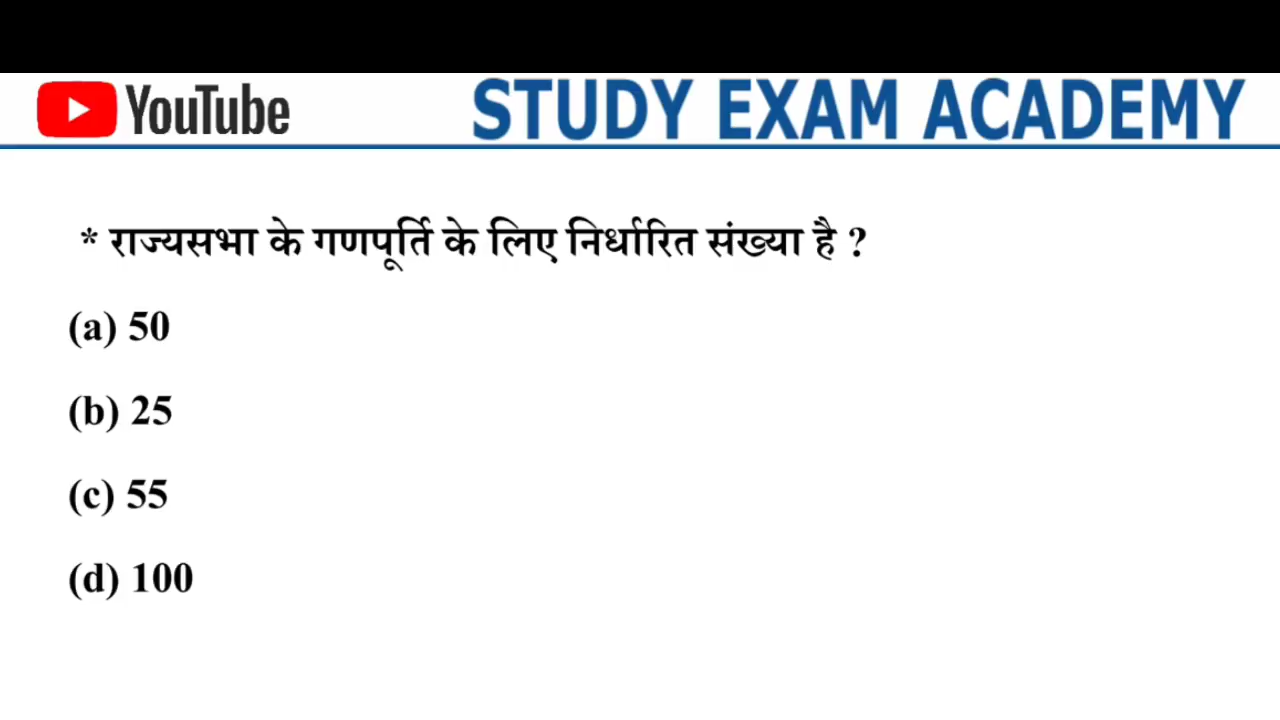 YouTube STUDY EXAM ACADEMY
* राज्यसभा के गणपूर्ति के लिए निर्धारित संख्या है ?
(a) 50
(b) 25
(c) 55
(d) 100